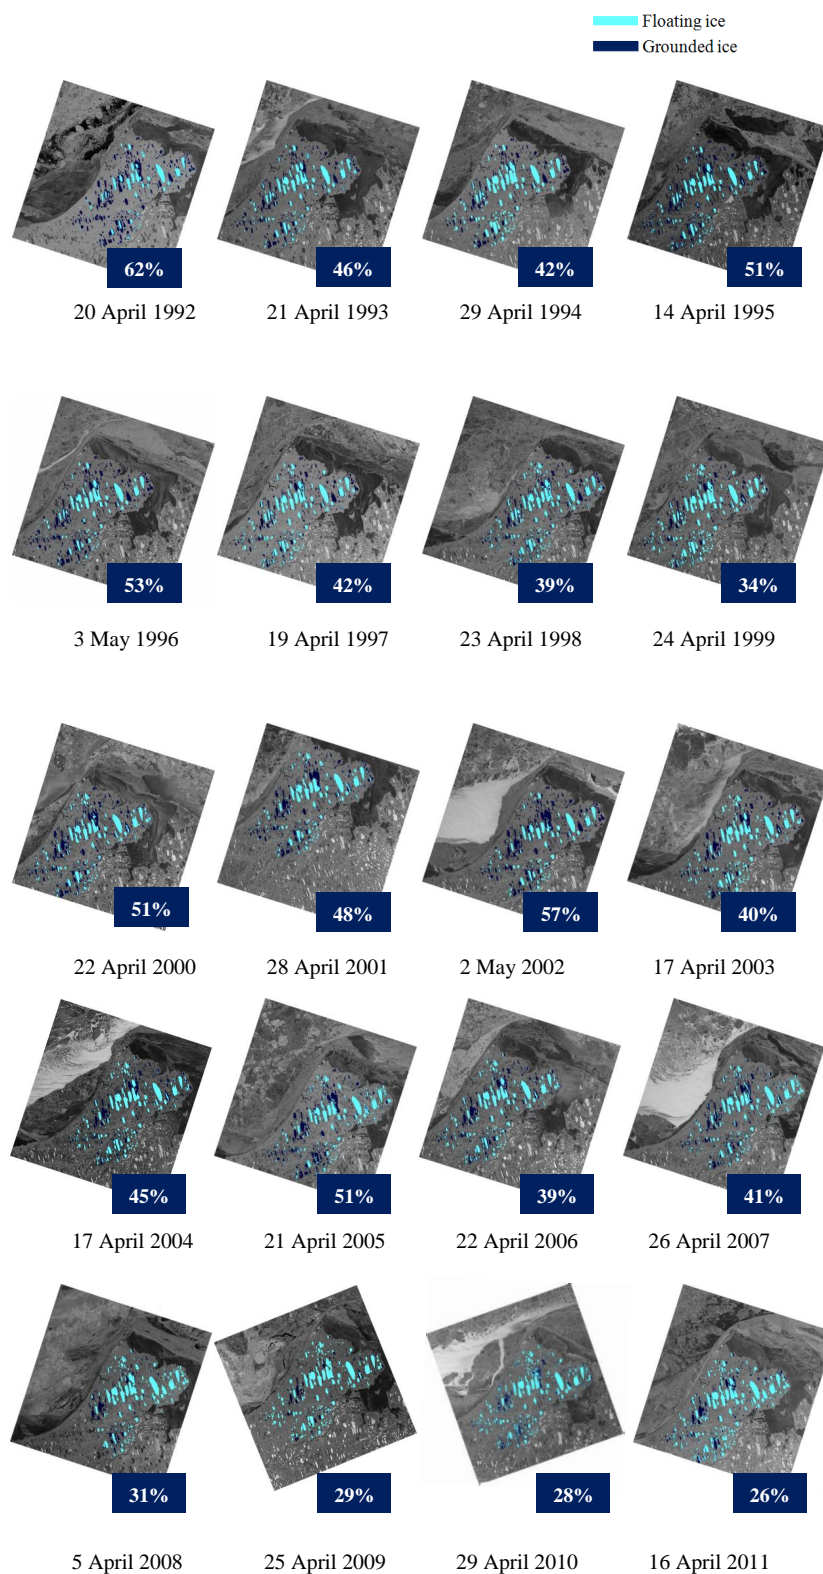 Floating ice
Grounded ice
62% 46% 42% 51%
20 April 1992 21 April 1993 29 April 1994 14 April 1995
53% 42% 39% 34%
3 May 1996 19 April 1997 23 April 1998 24 April 1999
51% 48% 57% 40%
22 April 2000 28 April 2001 2 May 2002 17 April 2003
45% 51% 39% 41%
17 April 2004 21 April 2005 22 April 2006 26 April 2007
31% 29% 28% 26%
5 April 2008 25 April 2009 29 April 2010 16 April 2011